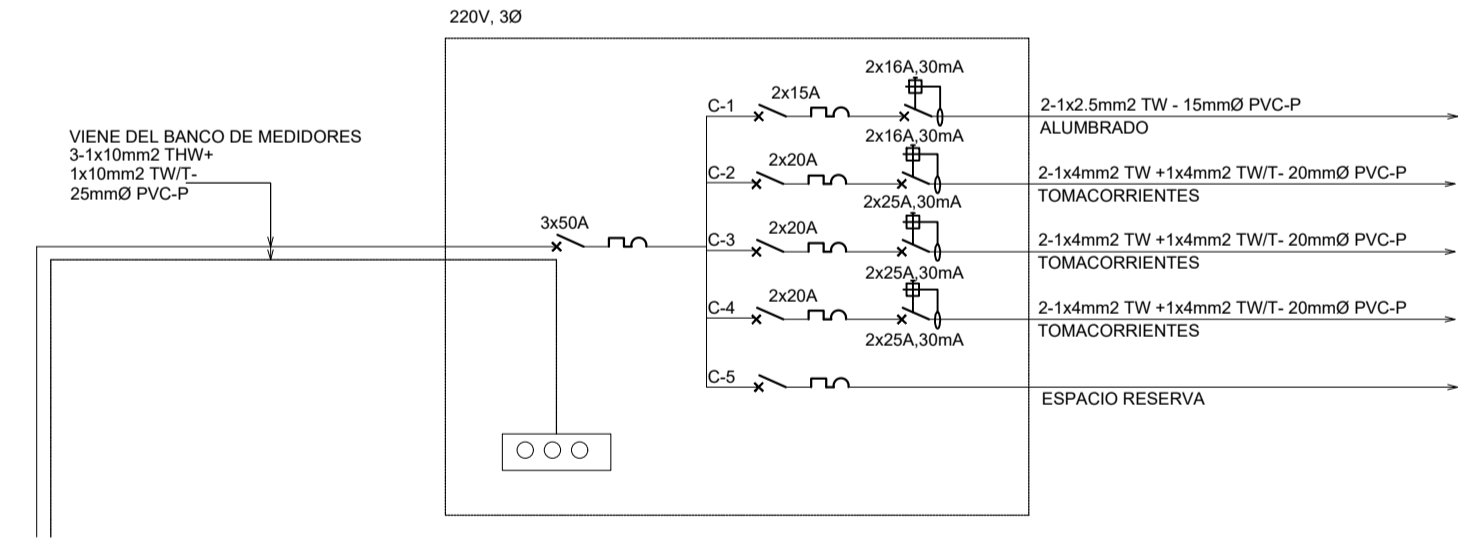 220V, 3Ø
VIENE DEL BANCO DE MEDIDORES
3-1x10mm2 THW+
1x10mm2 TW/T-
25mmØ PVC-P
3x50A
C-1
2x15A
2x16A,30mA
2-1x2.5mm2 TW - 15mmØ PVC-P
ALUMBRADO
C-2
2x20A
2x16A,30mA
2-1x4mm2 TW +1x4mm2 TW/T- 20mmØ PVC-P
TOMACORRIENTES
C-3
2x20A
2x25A,30mA
2-1x4mm2 TW +1x4mm2 TW/T- 20mmØ PVC-P
TOMACORRIENTES
C-4
2x20A
2x25A,30mA
2x25A,30mA
2-1x4mm2 TW +1x4mm2 TW/T- 20mmØ PVC-P
TOMACORRIENTES
C-5
ESPACIO RESERVA